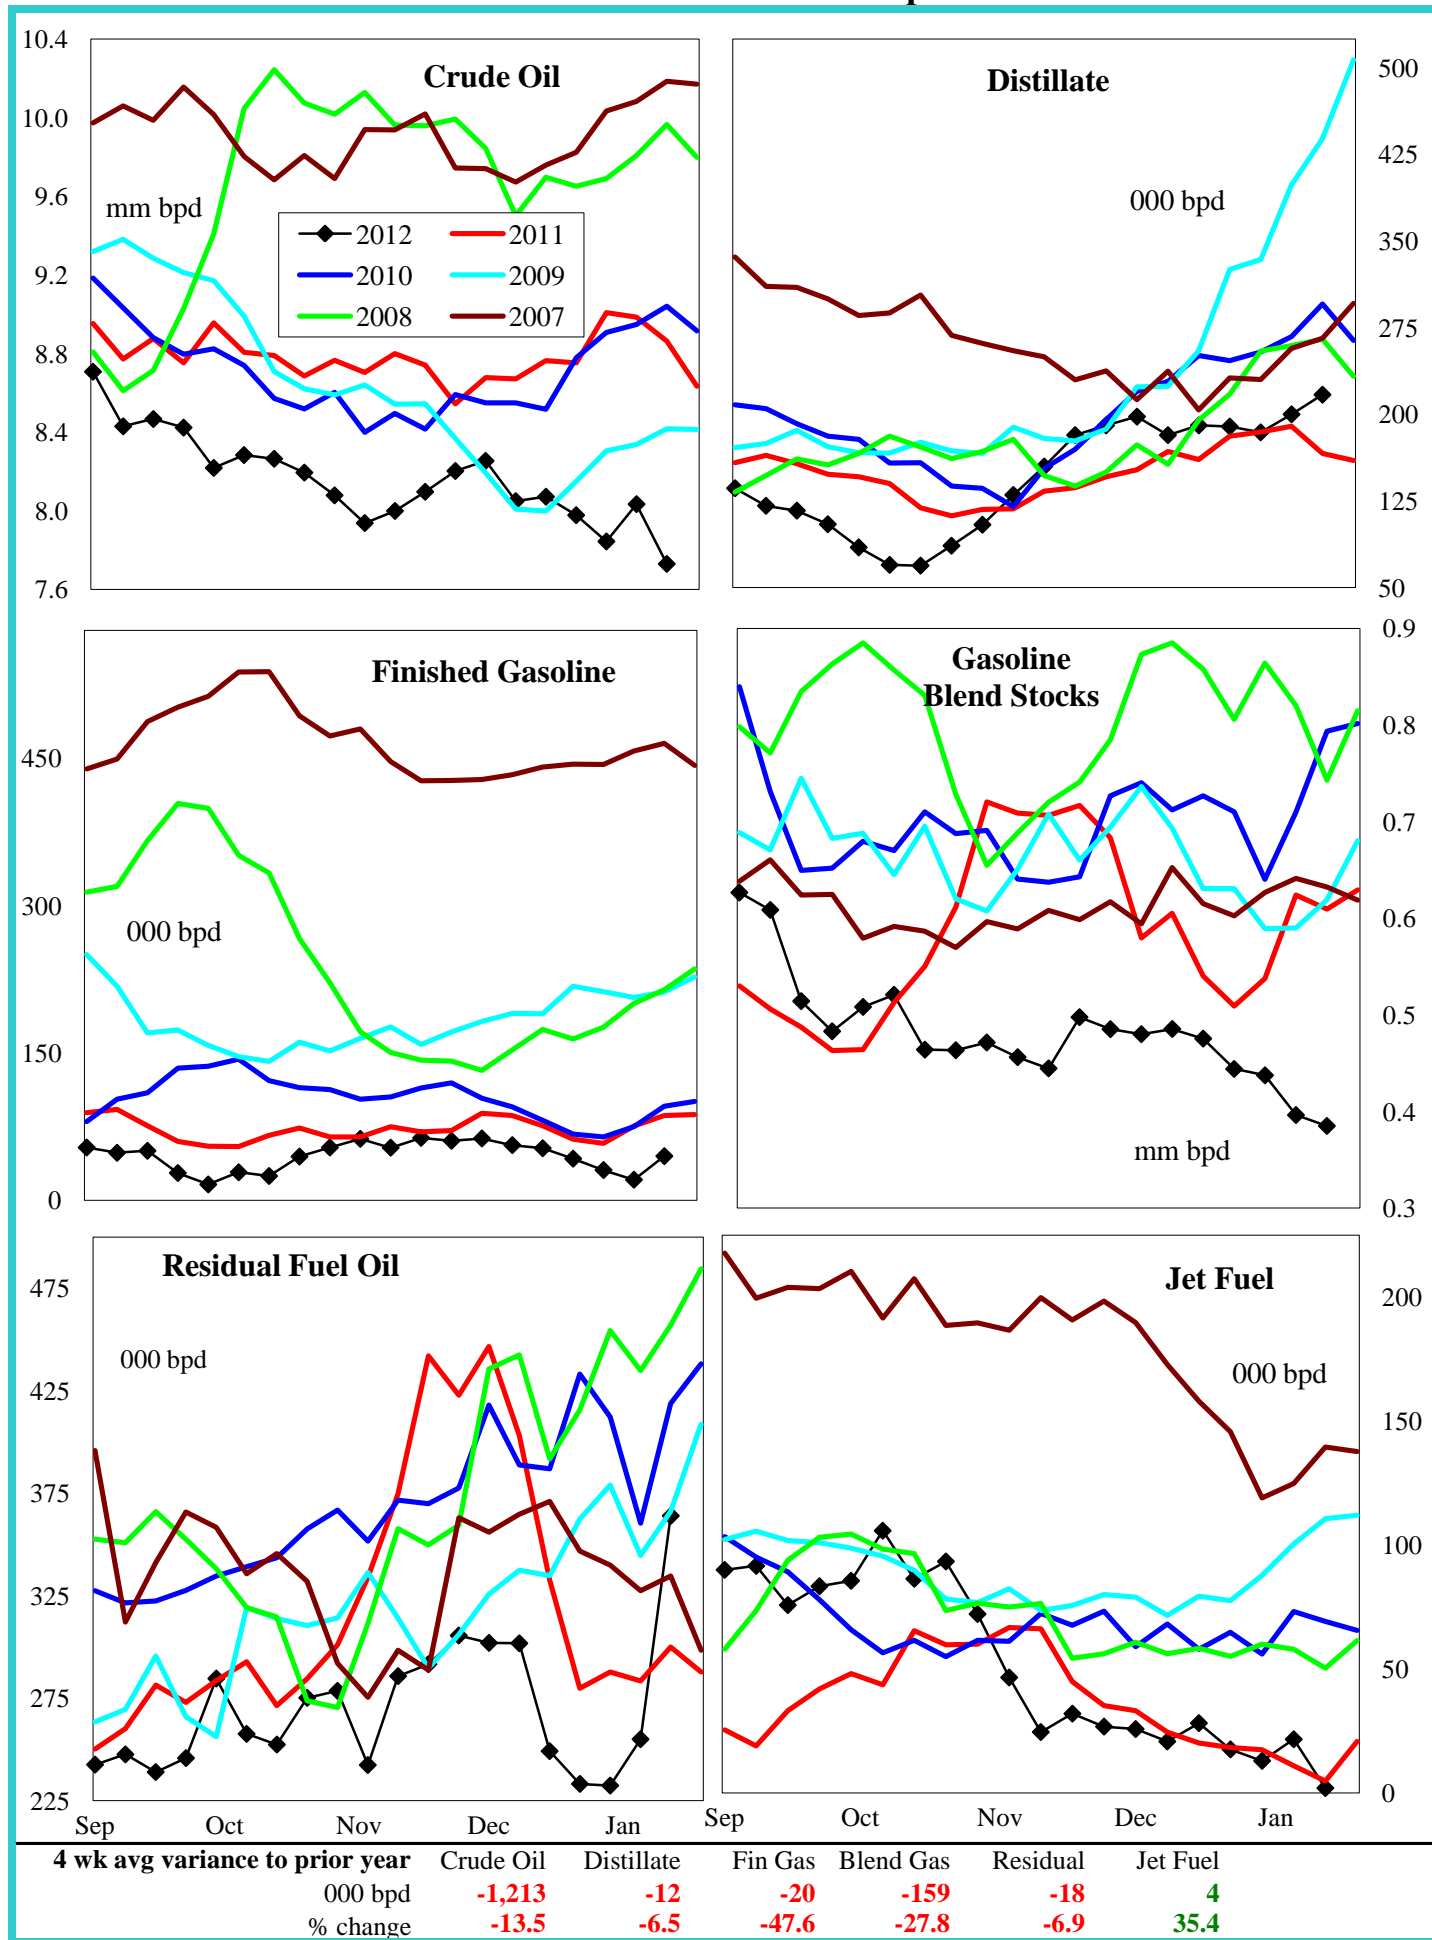 10.4
10.0
9.6
9.2
8.8
8.4
8.0
7.6
Crude Oil
mm bpd
2012 2011
2010 2009
2008 2007
Distillate
000 bpd
500
425
350
275
200
125
50
Finished Gasoline
450
300
150
0
000 bpd
Gasoline
Blend Stocks
mm bpd
0.9
0.8
0.7
0.6
0.5
0.4
0.3
Residual Fuel Oil
000 bpd
475
425
375
325
275
225
Sep Oct Nov Dec Jan
Jet Fuel
000 bpd
200
150
100
50
0
Sep Oct Nov Dec Jan
4 wk avg variance to prior year Crude Oil Distillate Fin Gas Blend Gas Residual Jet Fuel
000 bpd -1,213 -12 -20 -159 -18 4
% change -13.5 -6.5 -47.6 -27.8 -6.9 35.4